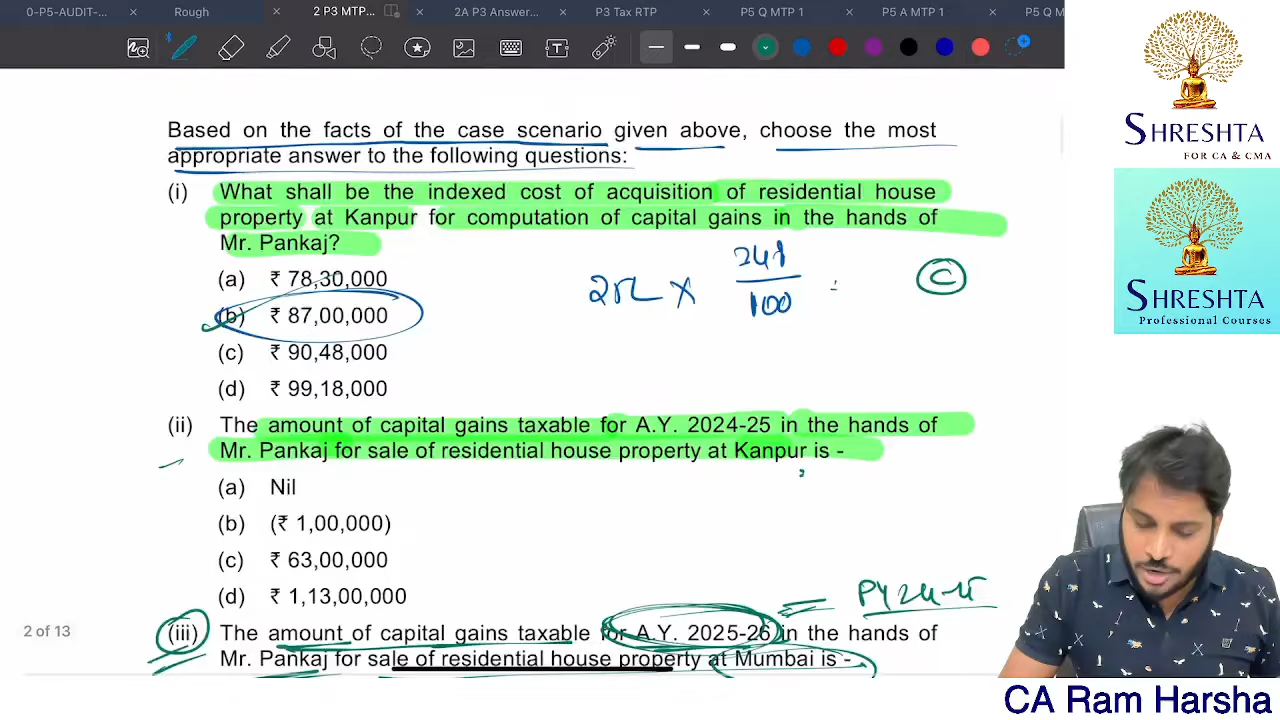 0-P5-AUDIT-... Rough 2 P3 MTP... 2A P3 Answer... P3 Tax RTP P5 Q MTP 1 P5 A MTP 1 P5 Q M
SHRESHTA
FOR CA & CMA
SHRESHTA
Professional Courses
Based on the facts of the case scenario given above, choose the most
appropriate answer to the following questions:
(i) What shall be the indexed cost of acquisition of residential house
property at Kanpur for computation of capital gains in the hands of
Mr. Pankaj?
(a) ₹ 78,30,000
(b) ₹ 87,00,000
(c) ₹ 90,48,000
(d) ₹ 99,18,000
100
C
(ii) The amount of capital gains taxable for A.Y. 2024-25 in the hands of
Mr. Pankaj for sale of residential house property at Kanpur is -
(a) Nil
(b) (₹ 1,00,000)
(c) ₹ 63,00,000
(d) ₹ 1,13,00,000
2 of 13
(iii) The amount of capital gains taxable for A.Y. 2025-26 in the hands of
Mr. Pankaj for sale of residential house property at Mumbai is -
CA Ram Harsha